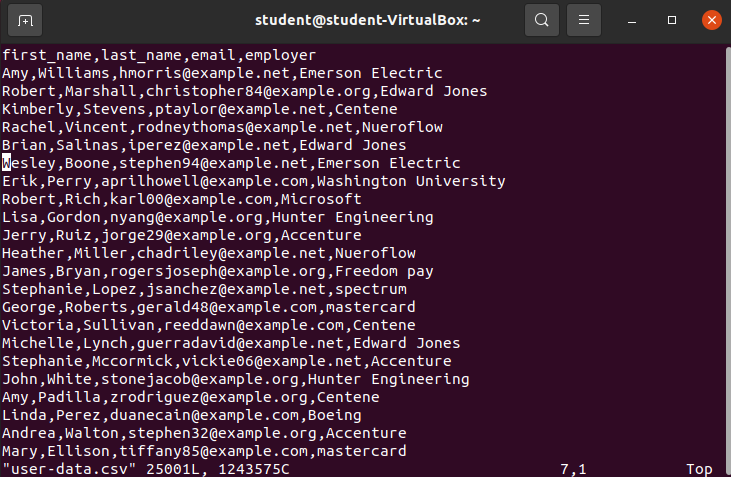 student@student-VirtualBox: ~
first_name,last_name,email,employer
Amy,Williams,hmorris@example.net,Emerson Electric
Robert,Marshall,christopher84@example.org,Edward Jones
Kimberly,Stevens,ptaylor@example.net,Centene
Rachel,Vincent,rodneythomas@example.net,Nueroflow
Brian,Salinas,iperez@example.net,Edward Jones
Wesley,Boone,stephen94@example.net,Emerson Electric
Erik,Perry,aprilhowell@example.com,Washington University
Robert,Rich,karl00@example.com,Microsoft
Lisa,Gordon,nyang@example.org,Hunter Engineering
Jerry,Ruiz,jorge29@example.org,Accenture
Heather,Miller,chadriley@example.net,Nueroflow
James,Bryan,rogersjoseph@example.org,Freedom pay
Stephanie,Lopez,jsanchez@example.net,spectrum
George,Roberts,gerald48@example.com,mastercard
Victoria,Sullivan,reeddawn@example.com,Centene
Michelle,Lynch,guerradavid@example.net,Edward Jones
Stephanie,Mccormick,vickie06@example.net,Accenture
John,White,stonejacob@example.org,Hunter Engineering
Amy,Padilla,zrodriguez@example.org,Centene
Linda,Perez,duanecain@example.com,Boeing
Andrea,Walton,stephen32@example.org,Accenture
Mary,Ellison,tiffany85@example.com,mastercard
"user-data.csv" 25001L, 1243575C 7,1 Top